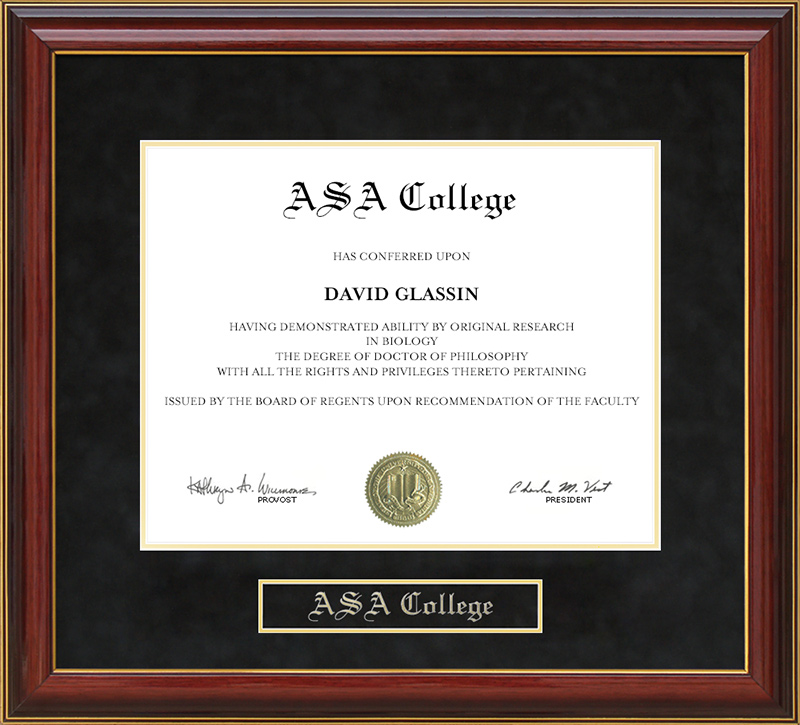 ASA College
HAS CONFERRED UPON
DAVID GLASSIN
HAVING DEMONSTRATED ABILITY BY ORIGINAL RESEARCH
IN BIOLOGY
THE DEGREE OF DOCTOR OF PHILOSOPHY
WITH ALL THE RIGHTS AND PRIVILEGES THERETO PERTAINING
ISSUED BY THE BOARD OF REGENTS UPON RECOMMENDATION OF THE FACULTY
Charles M. Vest
PROVOST
PRESIDENT
ASA College